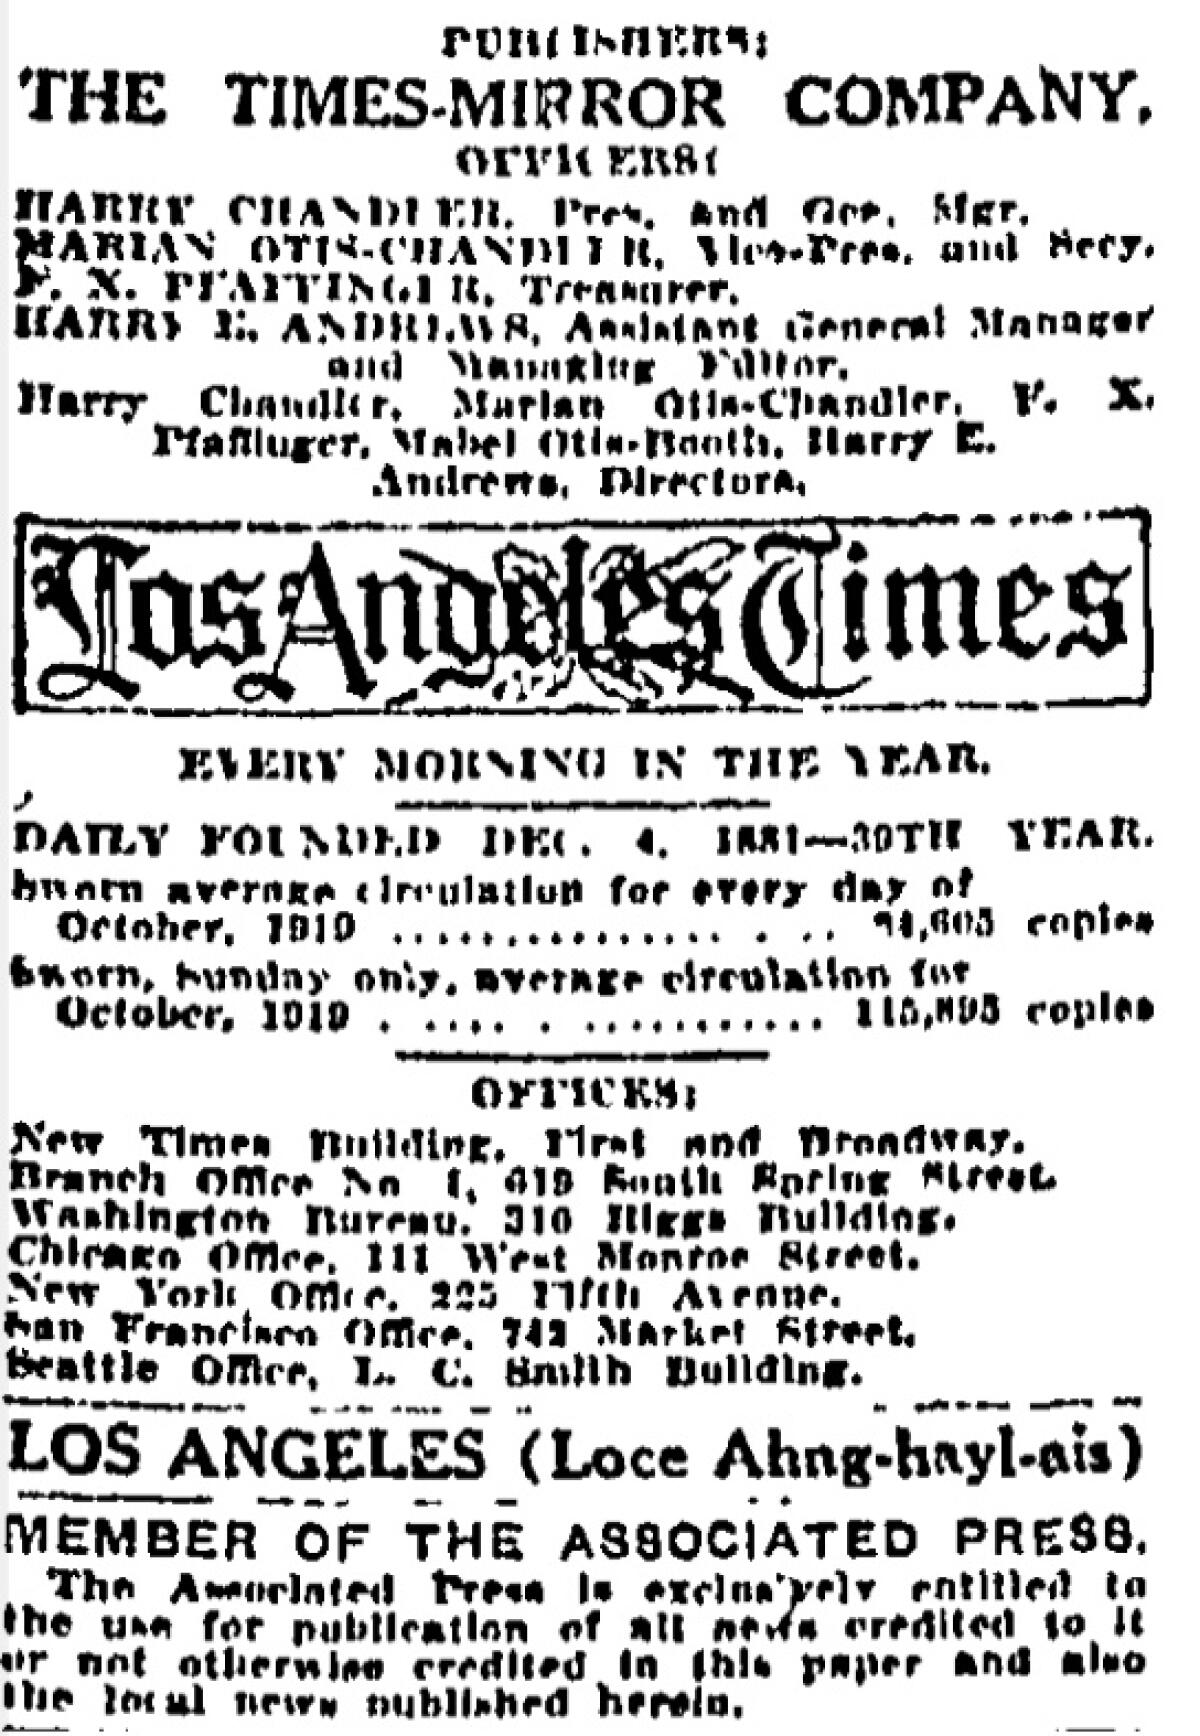 PUBLISHERS:
THE TIMES-MIRROR COMPANY.
OFFICERS:
HARRY CHANDLER, Pres. and Gen. Mgr.
MARIAN OTIS-CHANDLER, Vice-Pres. and Secy.
F. X. PFAFFINGER, Treasurer.
HARRY E. ANDREWS, Assistant General Manager
and Managing Editor.
Harry Chandler, Marian Otis-Chandler, F. X.
Pfaffinger, Mabel Otis-Booth, Harry E.
Andrews, Directors.
Los Angeles Times
EVERY MORNING IN THE YEAR.
DAILY FOUNDED DEC. 4, 1881—39TH YEAR.
Sworn average circulation for every day of
October, 1919 copies
Sworn, Sunday only, average circulation for
October, 1919 copies
OFFICES:
New Times Building, First and Broadway.
Branch Office No. 1, 619 South Spring Street.
Washington Bureau, 310 Riggs Building.
Chicago Office, 111 West Monroe Street.
New York Office, 225 Fifth Avenue.
San Francisco Office, 742 Market Street.
Seattle Office, L. C. Smith Building.
LOS ANGELES (Loce Ahng-hayl-ais)
MEMBER OF THE ASSOCIATED PRESS.
The Associated Press is exclusively entitled to
the use for publication of all news credited to it
or not otherwise credited in this paper and also
the local news published herein.